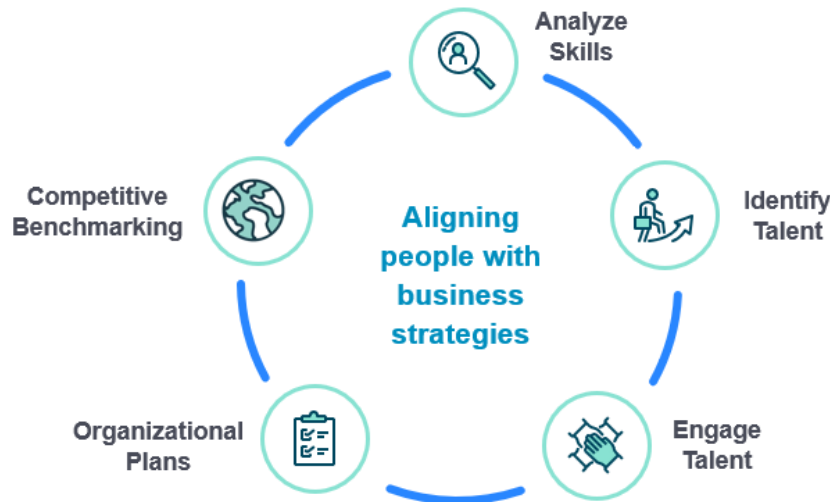 Analyze
Skills
Identify
Talent
Engage
Talent
Organizational
Plans
Competitive
Benchmarking
Aligning
people with
business
strategies